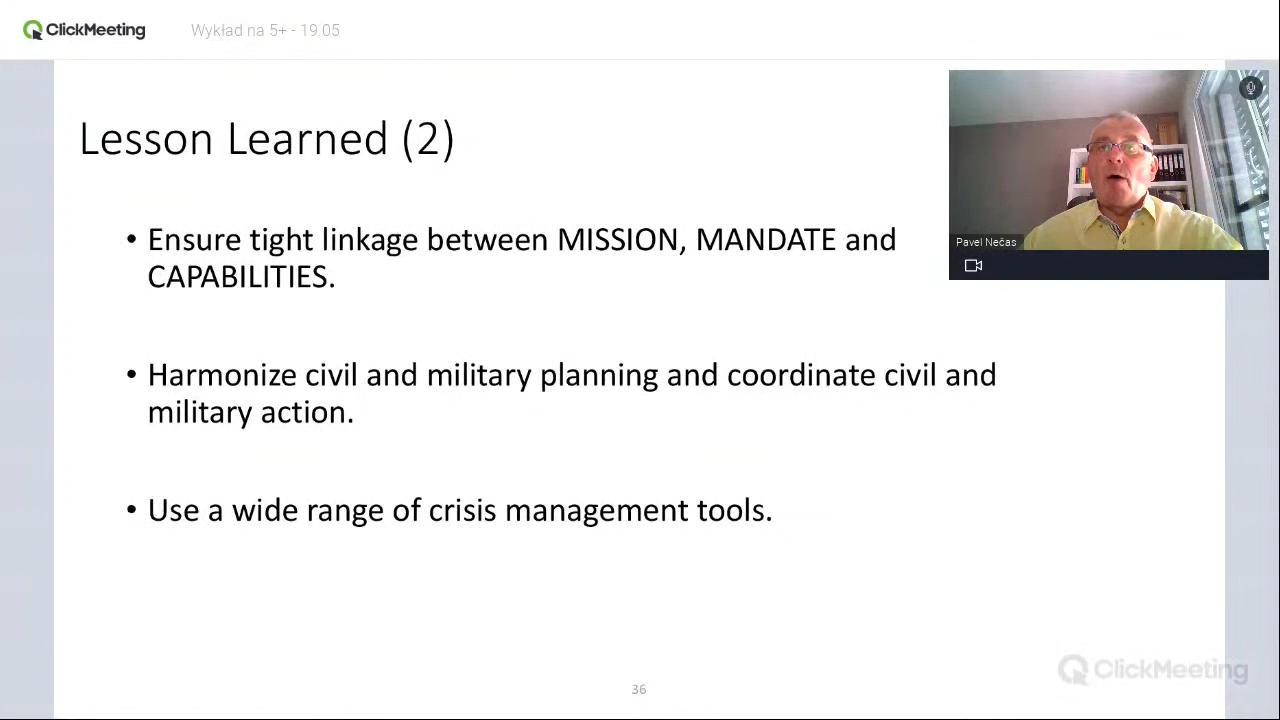 ClickMeeting
Wykład na 5+ - 19.05
Lesson Learned (2)
• Ensure tight linkage between MISSION, MANDATE and
CAPABILITIES.
• Harmonize civil and military planning and coordinate civil and
military action.
• Use a wide range of crisis management tools.
Pavel Nečas
ClickMeeting
36